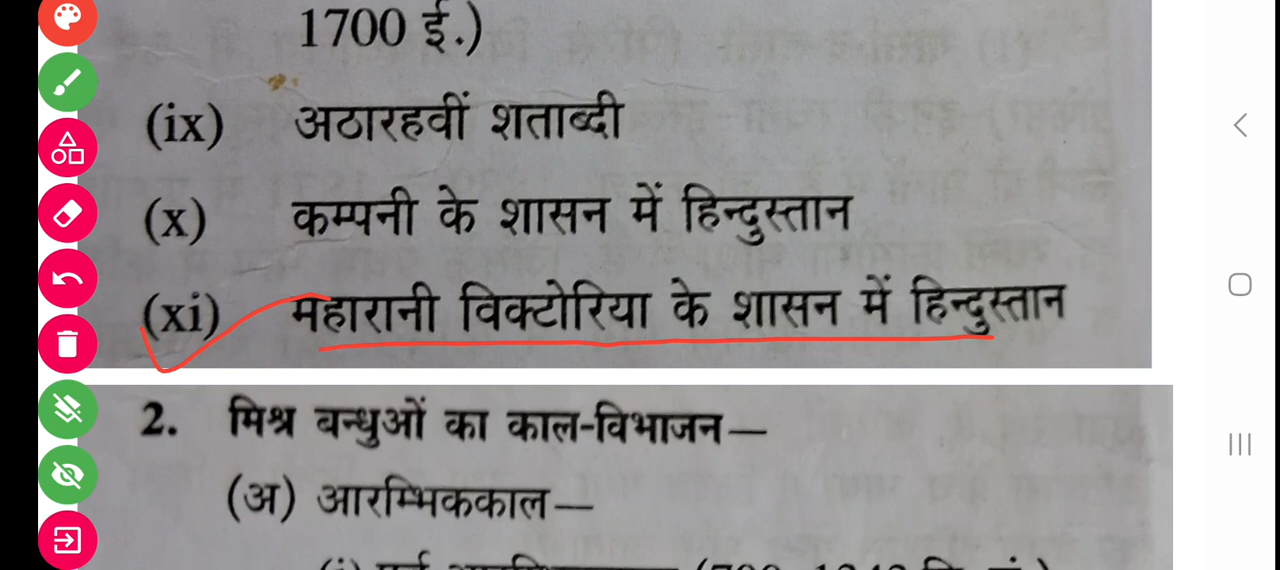 1700 ई.)
(ix) अठारहवीं शताब्दी
(x) कम्पनी के शासन में हिन्दुस्तान
(xi) महारानी विक्टोरिया के शासन में हिन्दुस्तान
2. मिश्र बन्धुओं का काल-विभाजन—
(अ) आरम्भिककाल—